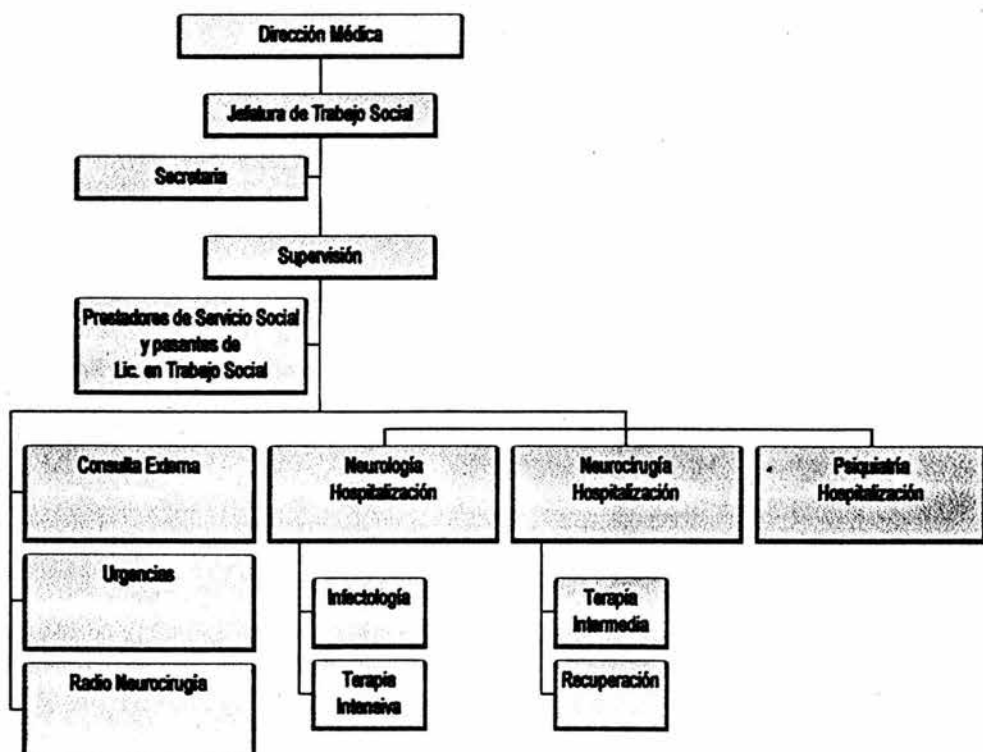 Dirección Médica
Jefatura de Trabajo Social
Secretaria
Supervisión
Prestadores de Servicio Social
y pasantes de
Lic. en Trabajo Social
Consulta Externa
Neurología
Hospitalización
Neurocirugía
Hospitalización
Psiquiatría
Hospitalización
Urgencias
Infectología
Terapia
Intermedia
Radio Neurocirugía
Terapia
Intensiva
Recuperación